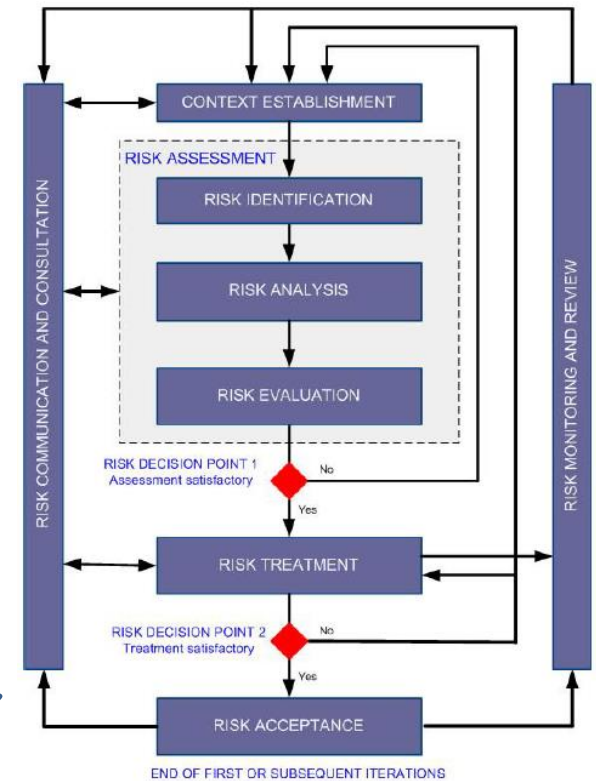 CONTEXT ESTABLISHMENT
RISK ASSESSMENT
RISK IDENTIFICATION
RISK ANALYSIS
RISK EVALUATION
RISK COMMUNICATION AND CONSULTATION
RISK MONITORING AND REVIEW
RISK DECISION POINT 1
Assessment satisfactory
No
Yes
RISK TREATMENT
RISK DECISION POINT 2
Treatment satisfactory
No
Yes
RISK ACCEPTANCE
END OF FIRST OR SUBSEQUENT ITERATIONS